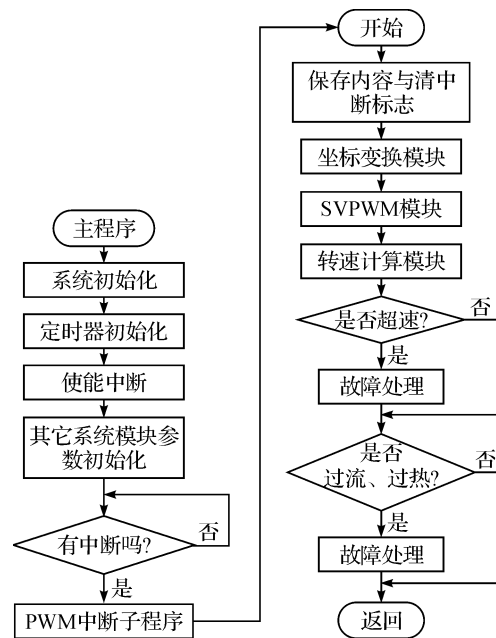 主程序
系统初始化
定时器初始化
使能中断
其它系统模块参
数初始化
有中断吗?
否
是
PWM中断子程序
开始
保存内容与清中
断标志
坐标变换模块
SVPWM模块
转速计算模块
是否超速?
否
是
故障处理
是否
过流、过热?
否
是
故障处理
返回